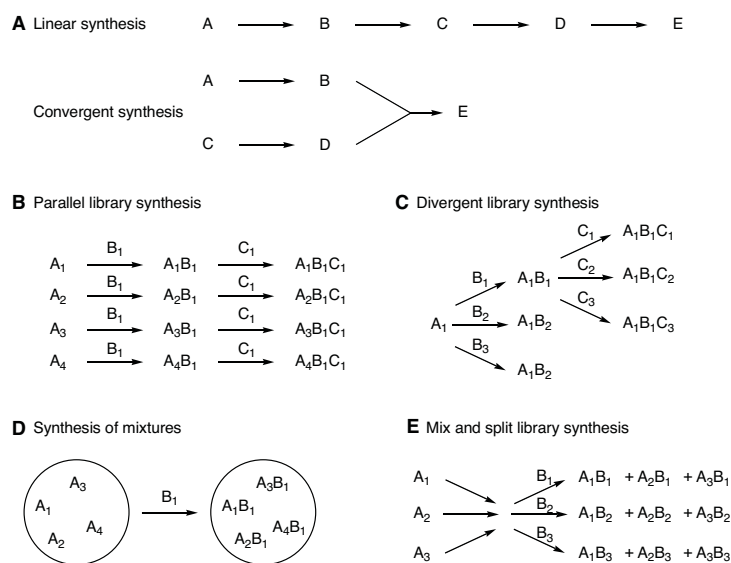 A Linear synthesis A B C D E
A B
Convergent synthesis E
C D
B Parallel library synthesis
B₁ C₁
A₁ A₁B₁ A₁B₁C₁
B₁ C₁
A₂ A₂B₁ A₂B₁C₁
B₁ C₁
A₃ A₃B₁ A₃B₁C₁
B₁ C₁
A₄ A₄B₁ A₄B₁C₁
C Divergent library synthesis
C₁ A₁B₁C₁
B₁ A₁B₁ C₂ A₁B₁C₂
C₃
A₁ B₂ A₁B₂ A₁B₁C₃
B₃
A₁B₂
D Synthesis of mixtures
A₃
A₁
A₄
A₂
B₁
A₃B₁
A₁B₁
A₄B₁
A₂B₁
E Mix and split library synthesis
A₁ B₁ A₁B₁ + A₂B₁ + A₃B₁
A₂ B₂ A₁B₂ + A₂B₂ + A₃B₂
A₃ B₃ A₁B₃ + A₂B₃ + A₃B₃